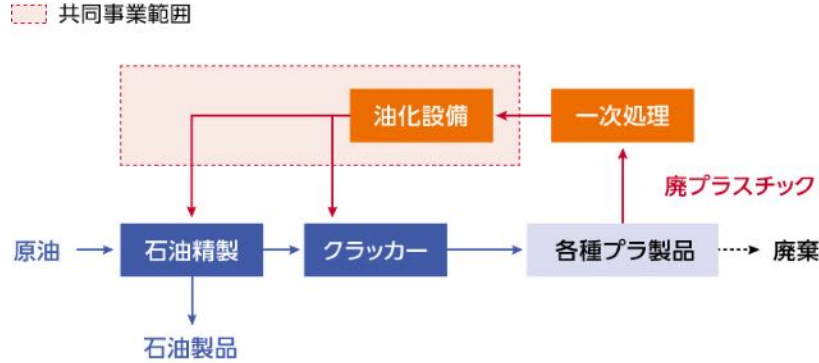 共同事業範囲
油化設備
一次処理
廃プラスチック
原油
石油精製
クラッカー
各種プラ製品
廃棄
石油製品